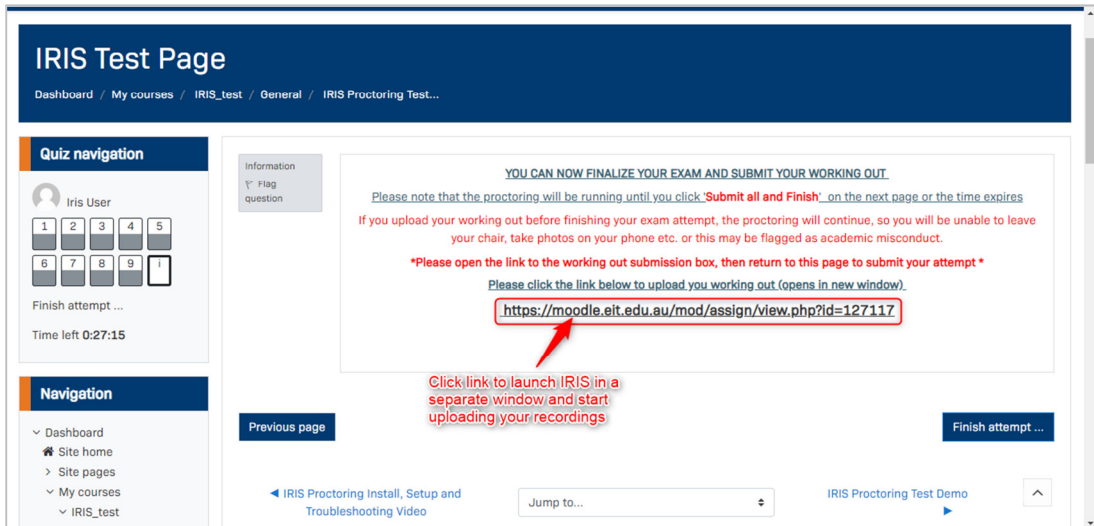 IRIS Test Page
Dashboard / My courses / IRIS_test / General / IRIS Proctoring Test...
Quiz navigation
Iris User
1 2 3 4 5
6 7 8 9 i
Finish attempt ...
Time left 0:27:15
Navigation
Dashboard
Site home
Site pages
My courses
IRIS_test
Information
Flag
question
YOU CAN NOW FINALIZE YOUR EXAM AND SUBMIT YOUR WORKING OUT
Please note that the proctoring will be running until you click 'Submit all and Finish' on the next page or the time expires
If you upload your working out before finishing your exam attempt, the proctoring will continue, so you will be unable to leave
your chair, take photos on your phone etc. or this may be flagged as academic misconduct.
*Please open the link to the working out submission box, then return to this page to submit your attempt *
Please click the link below to upload you working out (opens in new window)
https://moodle.eit.edu.au/mod/assign/view.php?id=127117
Click link to launch IRIS in a
separate window and start
uploading your recordings
Previous page
Finish attempt ...
IRIS Proctoring Install, Setup and
Troubleshooting Video
Jump to...
IRIS Proctoring Test Demo